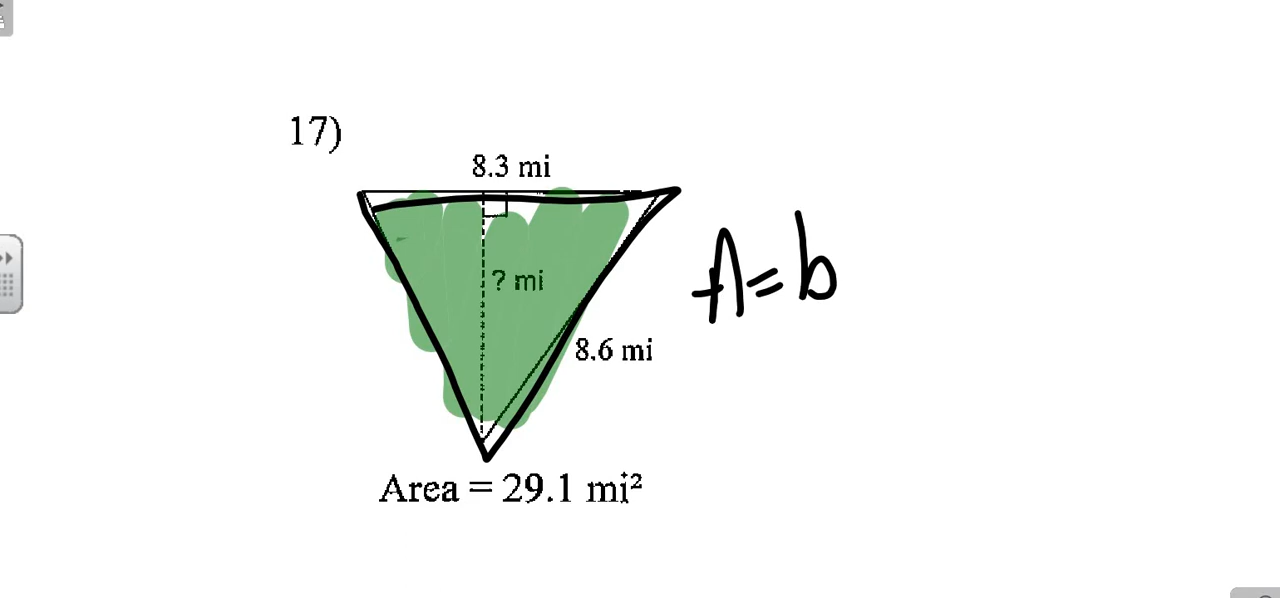 17)
8.3 mi
? mi
A=b
8.6 mi
Area = 29.1 mi²